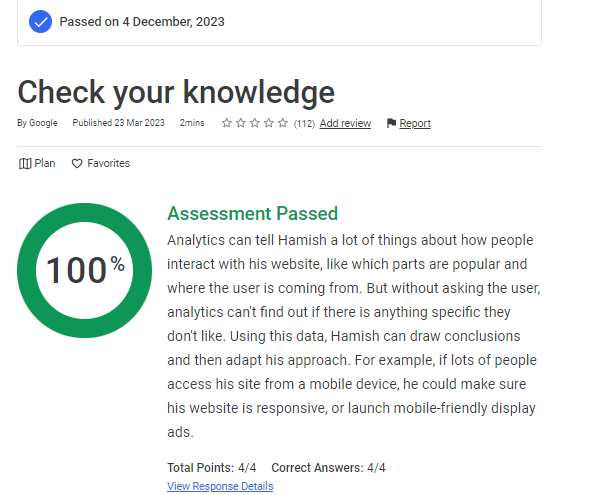 Passed on 4 December, 2023
Check your knowledge
By Google Published 23 Mar 2023 2mins (112) Add review Report
Plan Favorites
100%
Assessment Passed
Analytics can tell Hamish a lot of things about how people
interact with his website, like which parts are popular and
where the user is coming from. But without asking the user,
analytics can't find out if there is anything specific they
don't like. Using this data, Hamish can draw conclusions
and then adapt his approach. For example, if lots of people
access his site from a mobile device, he could make sure
his website is responsive, or launch mobile-friendly display
ads.
Total Points: 4/4 Correct Answers: 4/4
View Response Details